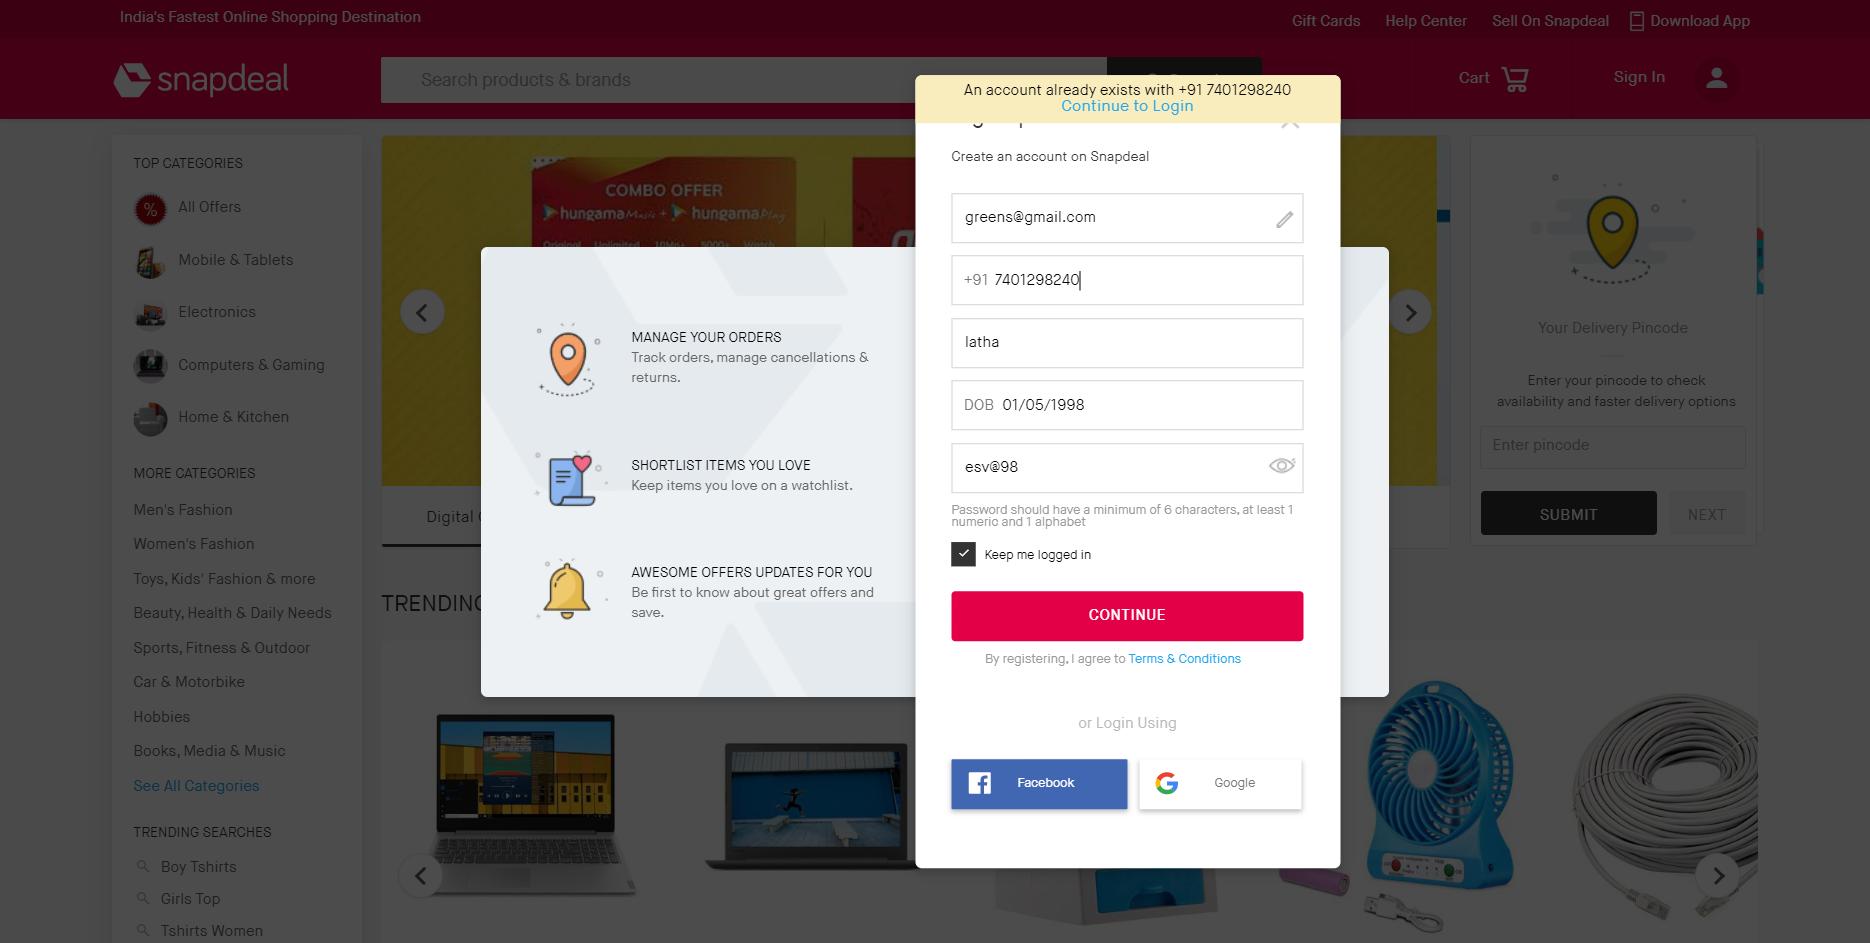 India's Fastest Online Shopping Destination
Gift Cards Help Center Sell On Snapdeal Download App
snapdeal
Search products & brands
Cart Sign In
An account already exists with +91 7401298240
Continue to Login
Create an account on Snapdeal
greens@gmail.com
+91 7401298240
latha
DOB 01/05/1998
esv@98
Password should have a minimum of 6 characters, at least 1
numeric and 1 alphabet
Keep me logged in
CONTINUE
By registering, I agree to Terms & Conditions
or Login Using
Facebook Google
MANAGE YOUR ORDERS
Track orders, manage cancellations &
returns.
SHORTLIST ITEMS YOU LOVE
Keep items you love on a watchlist.
AWESOME OFFERS UPDATES FOR YOU
Be first to know about great offers and
save.
TOP CATEGORIES
% All Offers
Mobile & Tablets
Electronics
Computers & Gaming
Home & Kitchen
MORE CATEGORIES
Men's Fashion
Women's Fashion
Toys, Kids' Fashion & more
Beauty, Health & Daily Needs
Sports, Fitness & Outdoor
Car & Motorbike
Hobbies
Books, Media & Music
See All Categories
TRENDING SEARCHES
Boy Tshirts
Girls Top
Tshirts Women
COMBO OFFER
hungama Music + hungama Play
Original Unlimited 10Mn+ 5000+ Watch
Digital
TRENDING
Your Delivery Pincode
Enter your pincode to check
availability and faster delivery options
Enter pincode
SUBMIT NEXT